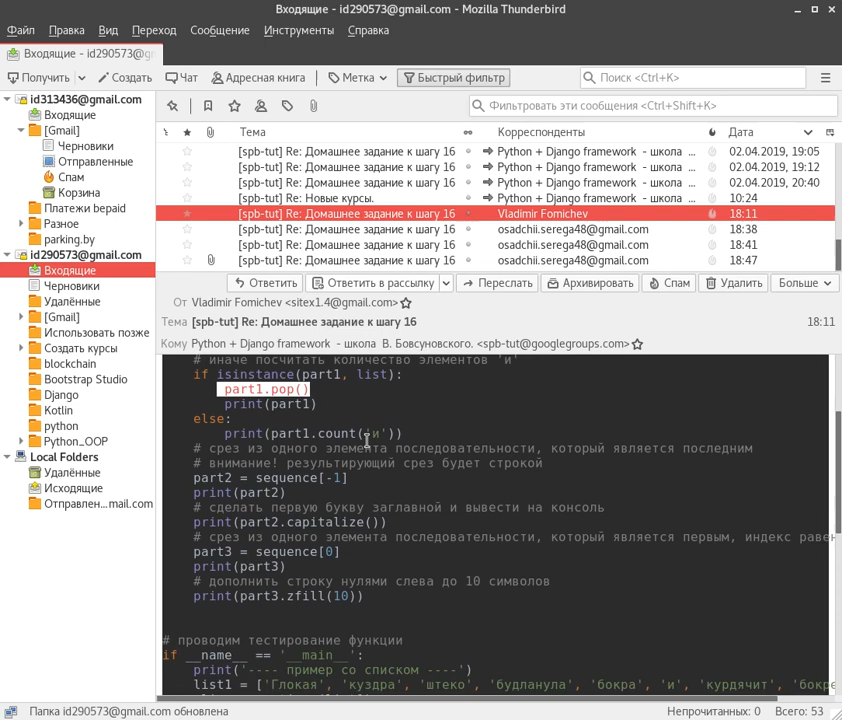 Входящие - id290573@gmail.com - Mozilla Thunderbird
Файл Правка Вид Переход Сообщение Инструменты Справка
Входящие - id290573@g
Получить Создать Чат Адресная книга Метка Быстрый фильтр Поиск <Ctrl+K>
Фильтровать эти сообщения <Ctrl+Shift+K>
id313436@gmail.com
Входящие
[Gmail]
Черновики
Отправленные
Спам
Корзина
Платежи bepaid
Разное
parking.by
id290573@gmail.com
Входящие
Черновики
Удалённые
[Gmail]
Использовать позже
Создать курсы
blockchain
Bootstrap Studio
Django
Kotlin
python
Python_OOP
Local Folders
Удалённые
Исходящие
Отправлен...mail.com
Тема Корреспонденты Дата
[spb-tut] Re: Домашнее задание к шагу 16 Python + Django framework - школа ... 02.04.2019, 19:05
[spb-tut] Re: Домашнее задание к шагу 16 Python + Django framework - школа ... 02.04.2019, 19:12
[spb-tut] Re: Домашнее задание к шагу 16 Python + Django framework - школа ... 02.04.2019, 20:40
[spb-tut] Re: Новые курсы. Python + Django framework - школа ... 10:24
[spb-tut] Re: Домашнее задание к шагу 16 Vladimir Fomichev 18:11
[spb-tut] Re: Домашнее задание к шагу 16 osadchii.serega48@gmail.com 18:38
[spb-tut] Re: Домашнее задание к шагу 16 osadchii.serega48@gmail.com 18:41
[spb-tut] Re: Домашнее задание к шагу 16 osadchii.serega48@gmail.com 18:47
Ответить Ответить в рассылку Переслать Архивировать Спам Удалить Больше
От Vladimir Fomichev <sitex1.4@gmail.com>
Тема [spb-tut] Re: Домашнее задание к шагу 16 18:11
Кому Python + Django framework - школа В. Бовсуновского. <spb-tut@googlegroups.com>
# иначе посчитать количество элементов 'и'
if isinstance(part1, list):
part1.pop()
print(part1)
else:
print(part1.count('и'))
# срез из одного элемента последовательности, который является последним
# внимание! результирующий срез будет строкой
part2 = sequence[-1]
print(part2)
# сделать первую букву заглавной и вывести на консоль
print(part2.capitalize())
# срез из одного элемента последовательности, который является первым, индекс равен
part3 = sequence[0]
print(part3)
# дополнить строку нулями слева до 10 символов
print(part3.zfill(10))
# проводим тестирование функции
if __name__ == '__main__':
print('---- пример со списком ----')
list1 = ['Глокая', 'куздра', 'штеко', 'будланула', 'бокра', 'и', 'курдячит', 'бокре
Папка id290573@gmail.com обновлена Непрочитанных: 0 Всего: 53